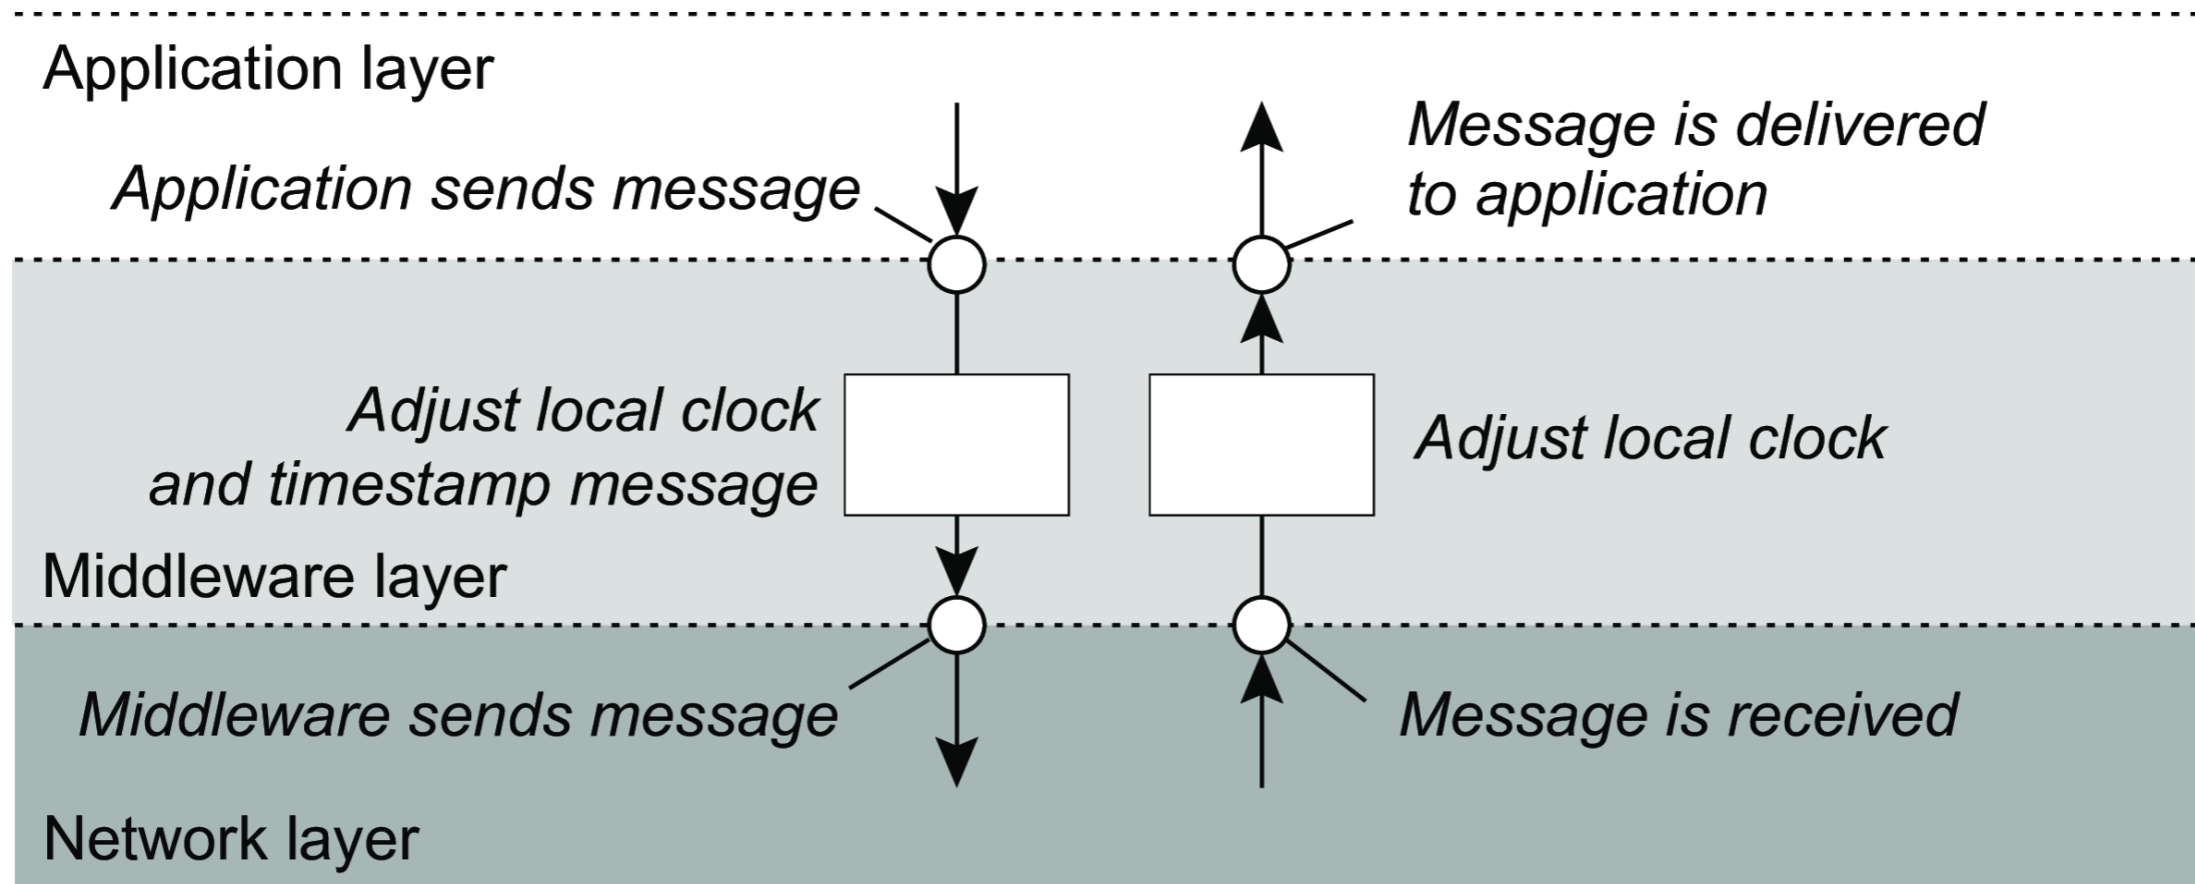 Application layer
Application sends message
Message is delivered
to application
Adjust local clock
and timestamp message
Adjust local clock
Middleware layer
Middleware sends message
Message is received
Network layer